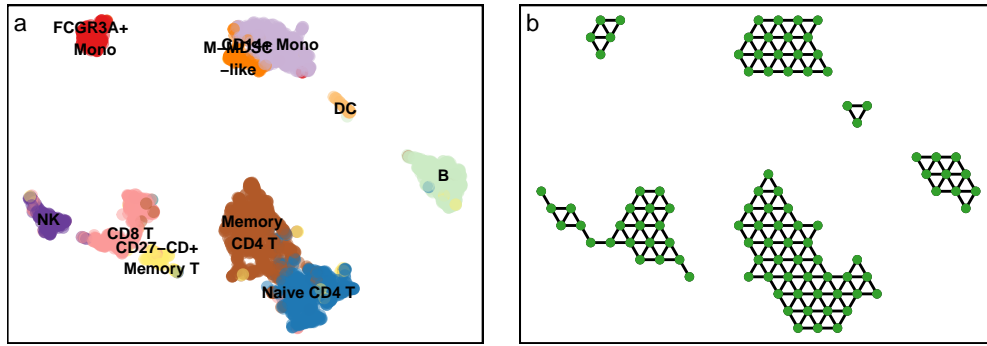 a
b
FCGR3A+
Mono
CD14+ Mono
M−MDSC
−like
DC
B
NK
CD8 T
CD27−CD+
Memory T
Memory
CD4 T
Naive CD4 T